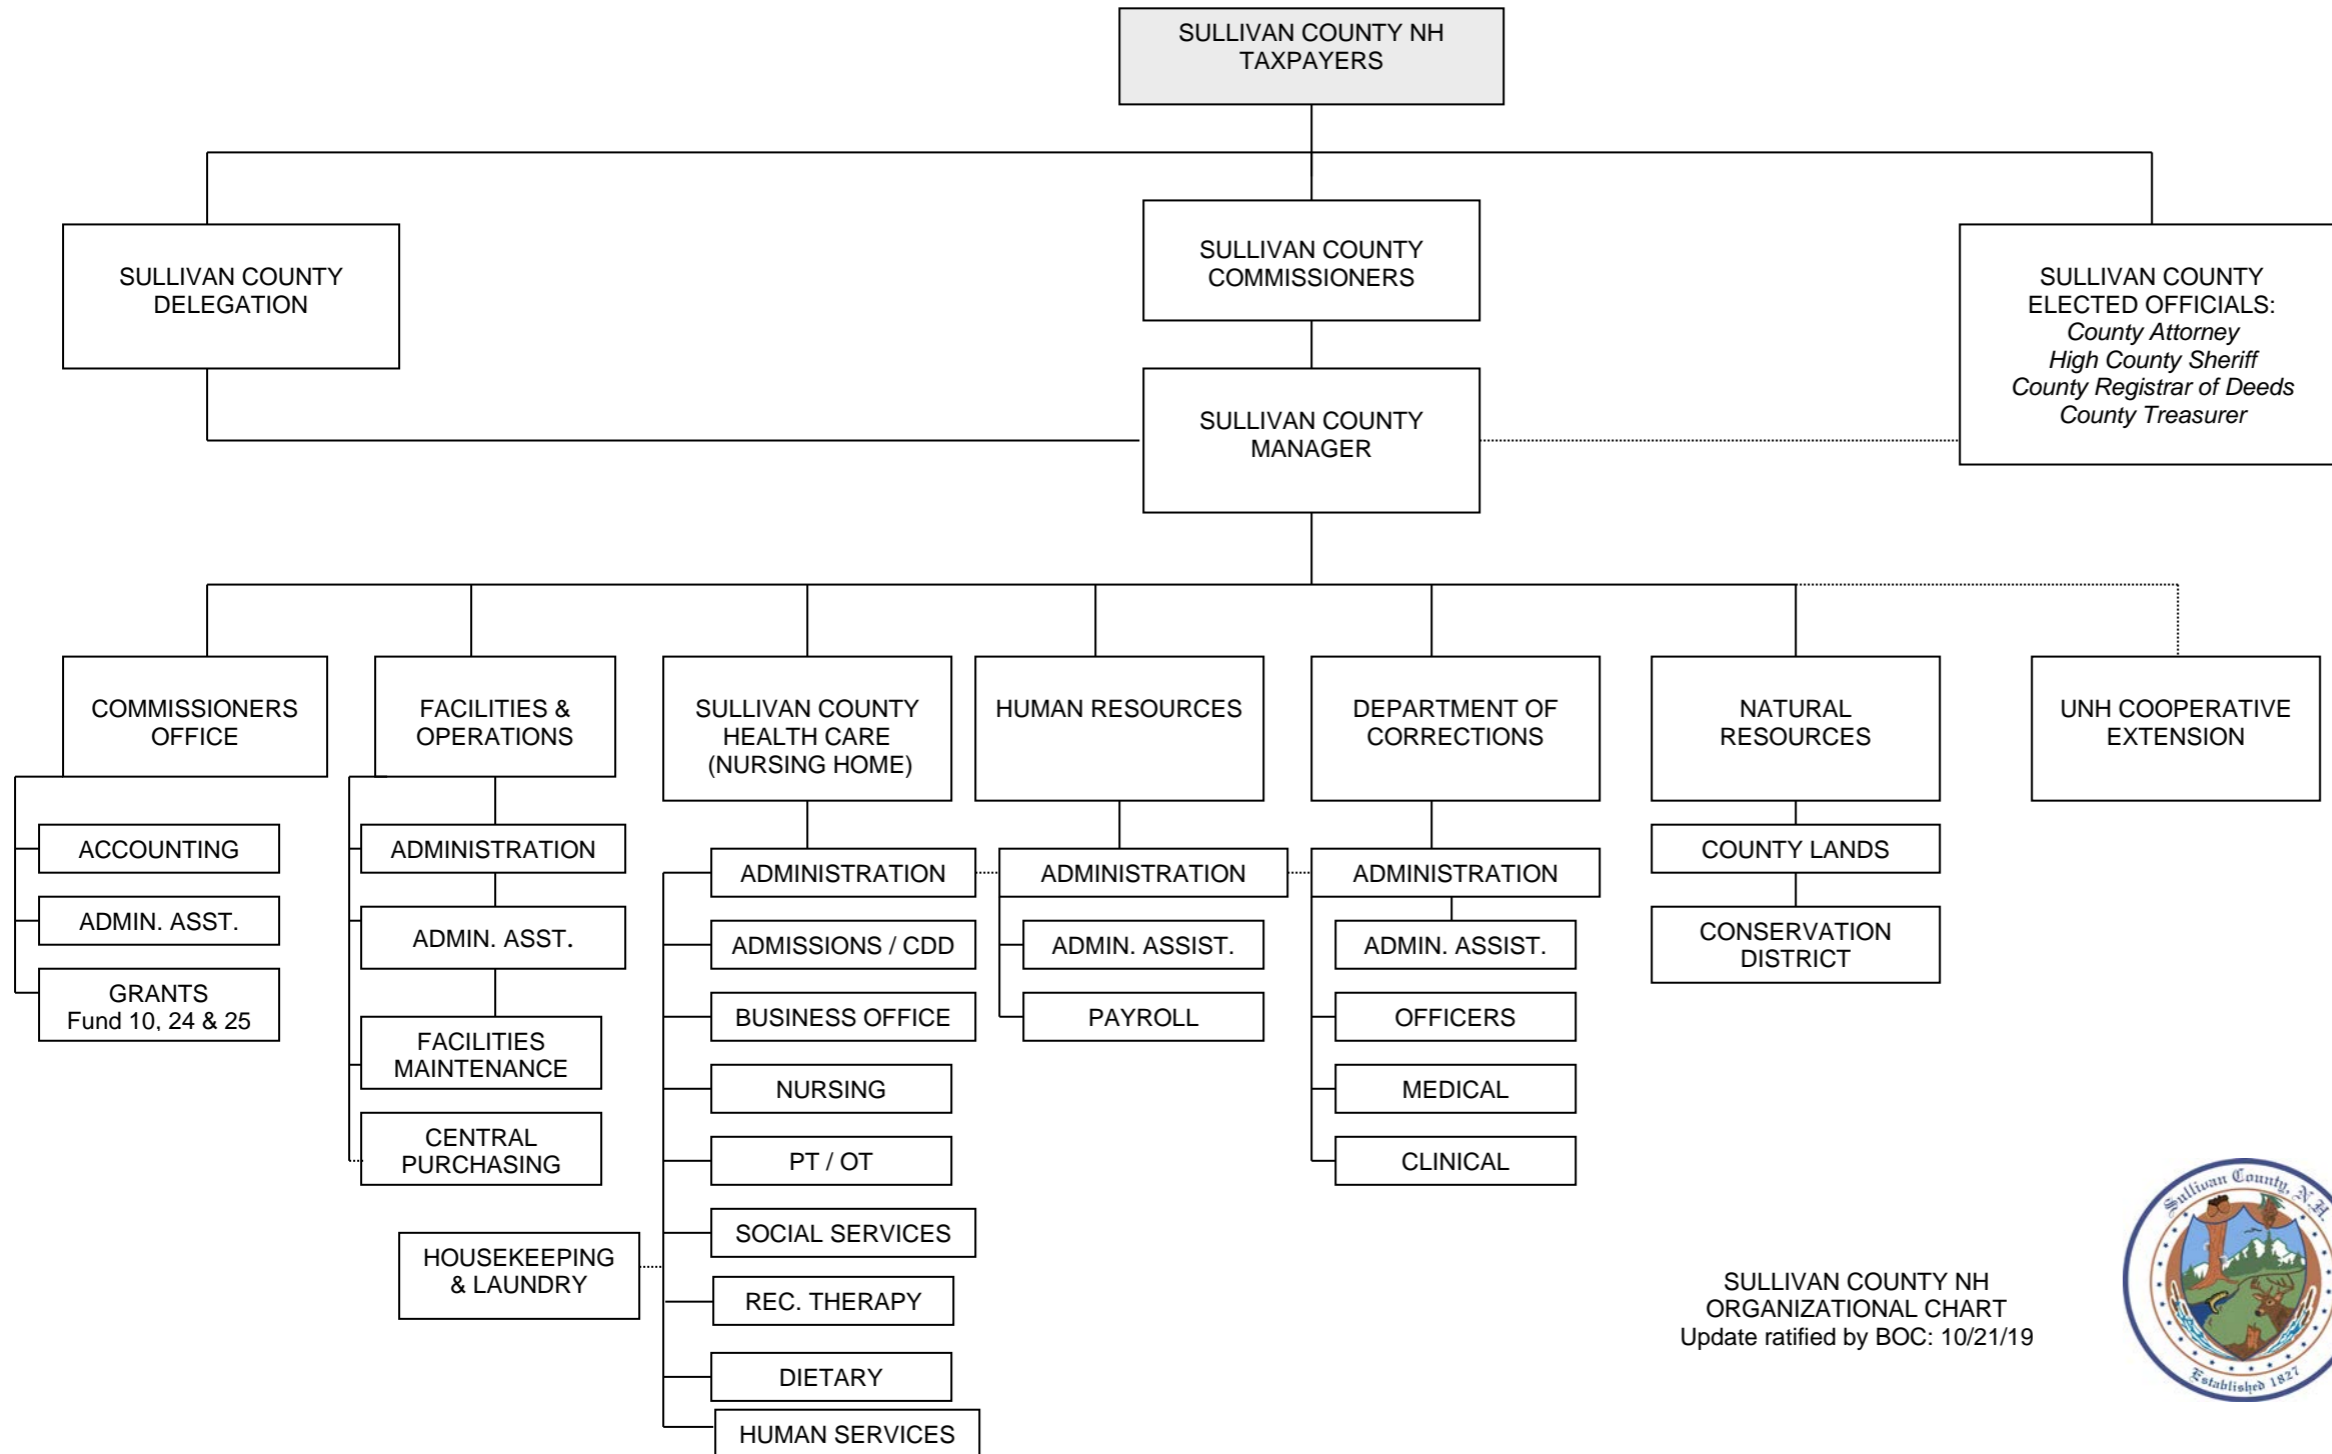 SULLIVAN COUNTY NH
TAXPAYERS
SULLIVAN COUNTY
DELEGATION
SULLIVAN COUNTY
COMMISSIONERS
SULLIVAN COUNTY
ELECTED OFFICIALS:
County Attorney
High County Sheriff
County Registrar of Deeds
County Treasurer
SULLIVAN COUNTY
MANAGER
COMMISSIONERS
OFFICE
FACILITIES &
OPERATIONS
SULLIVAN COUNTY
HEALTH CARE
(NURSING HOME)
HUMAN RESOURCES
DEPARTMENT OF
CORRECTIONS
NATURAL
RESOURCES
UNH COOPERATIVE
EXTENSION
ACCOUNTING
ADMIN. ASST.
GRANTS
Fund 10, 24 & 25
ADMINISTRATION
ADMIN. ASST.
FACILITIES
MAINTENANCE
CENTRAL
PURCHASING
HOUSEKEEPING
& LAUNDRY
ADMINISTRATION
ADMISSIONS / CDD
BUSINESS OFFICE
NURSING
PT / OT
SOCIAL SERVICES
REC. THERAPY
DIETARY
HUMAN SERVICES
ADMINISTRATION
ADMIN. ASSIST.
PAYROLL
ADMINISTRATION
ADMIN. ASSIST.
OFFICERS
MEDICAL
CLINICAL
COUNTY LANDS
CONSERVATION
DISTRICT
SULLIVAN COUNTY NH
ORGANIZATIONAL CHART
Update ratified by BOC: 10/21/19
Sullivan County, N.H.
Established 1827